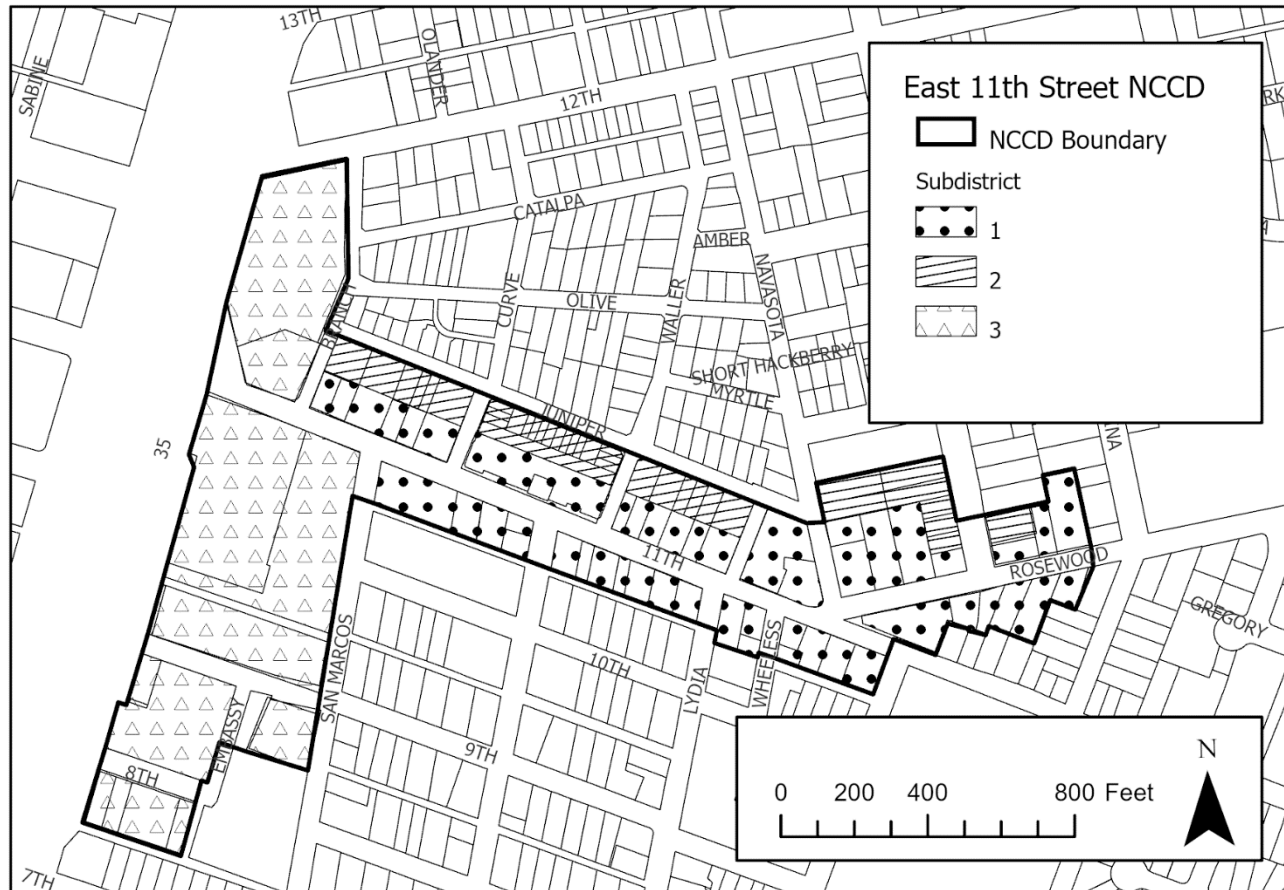 13TH
OLANDER
SABINE
12TH
East 11th Street NCCD
NCCD Boundary
Subdistrict
1
2
3
CATALPA
AMBER
NAVASOTA
CURVE
OLIVE
WALLER
BRANCH
SHORT HACKBERRY
MYRTLE
JUNIPER
35
11TH
ROSEWOOD
GREGORY
SAN MARCOS
10TH
LYDIA
WHEELESS
EMBASSY
9TH
8TH
7TH
N
0 200 400 800 Feet